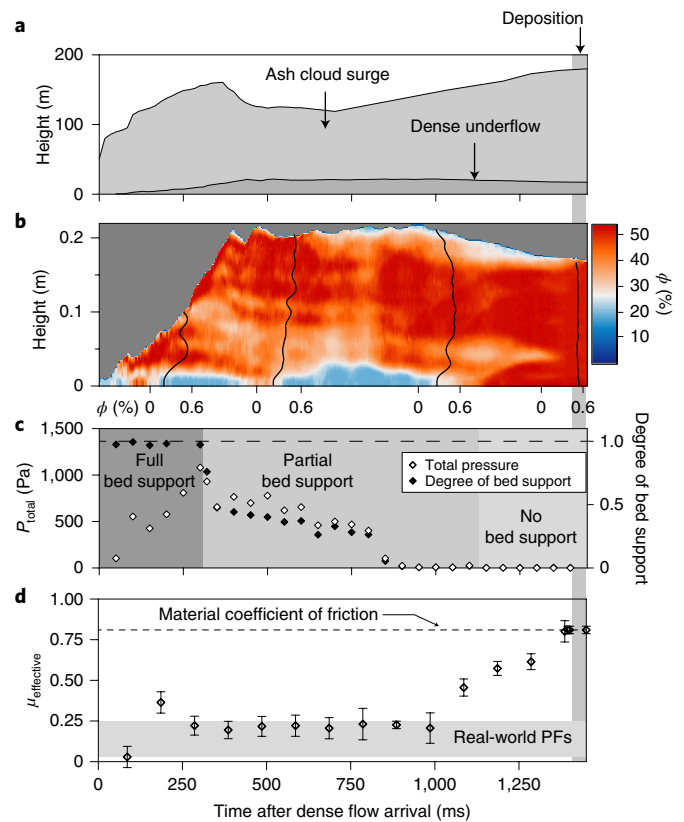 Deposition
a
200
100
0
Height (m)
Ash cloud surge
Dense underflow
b
0.2
0.1
0
Height (m)
50
40
30
20
10
ϕ (%)
ϕ (%) 0 0.6 0 0.6 0 0.6 0 0.6
c
1,500
1,000
500
0
P total (Pa)
Full bed support
Partial bed support
No bed support
Total pressure
Degree of bed support
1.0
0.5
0
Degree of bed support
d
1.00
0.75
0.50
0.25
0
μ effective
Material coefficient of friction
Real-world PFs
0 250 500 750 1,000 1,250
Time after dense flow arrival (ms)